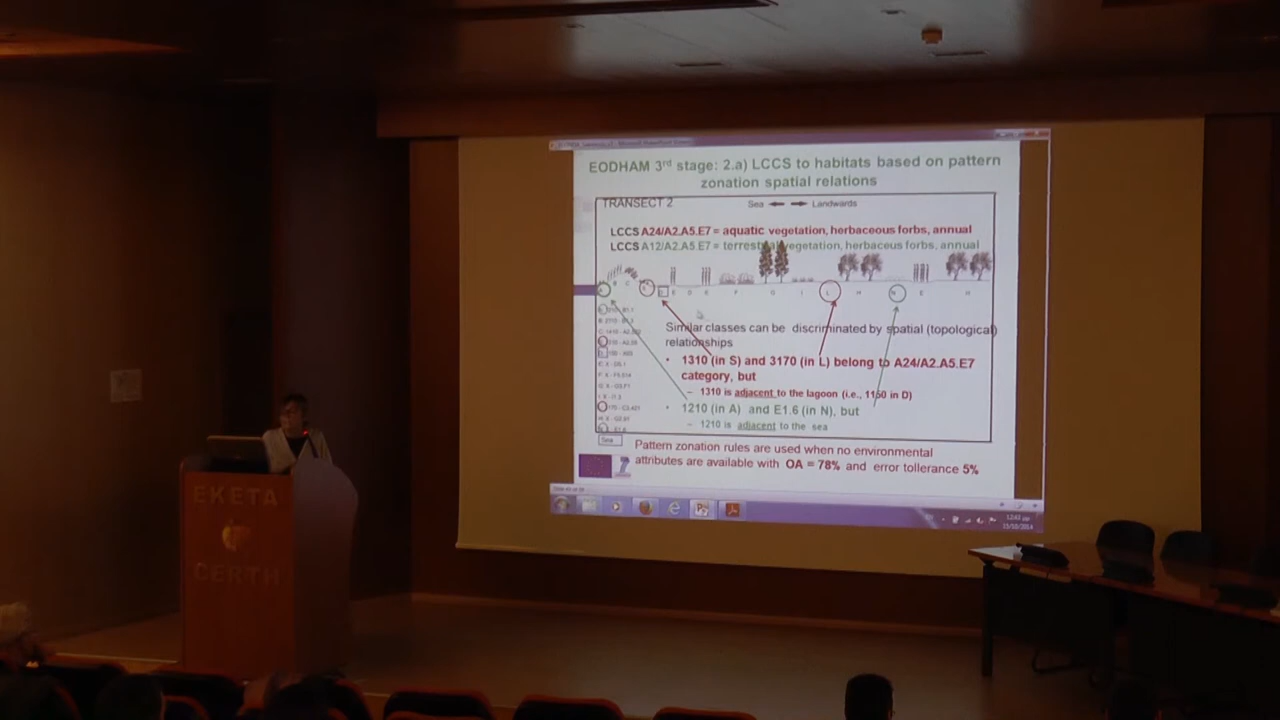 EODHAM 3rd stage: 2.a) LCCS to habitats based on pattern
zonation spatial relations
TRANSECT 2
Sea Landwards
LCCS A24/A2.A5.E7 = aquatic vegetation, herbaceous forbs, annual
LCCS A12/A2.A5.E7 = terrestrial vegetation, herbaceus forbs, annual
Similar classes can be discriminated by spatial (topological)
relationships
• 1310 (in S) and 3170 (in L) belong to A24/A2.A5.E7
category, but
– 1310 is adjacent to the lagoon (i.e., 1150 in D)
• 1210 (in A) and E1.6 (in N), but
– 1210 is adjacent to the sea
Sea
Pattern zonation rules are used when no environmental
attributes are available with OA = 78% and error tollerance 5%
15/10/2014
EKETA
CERTH